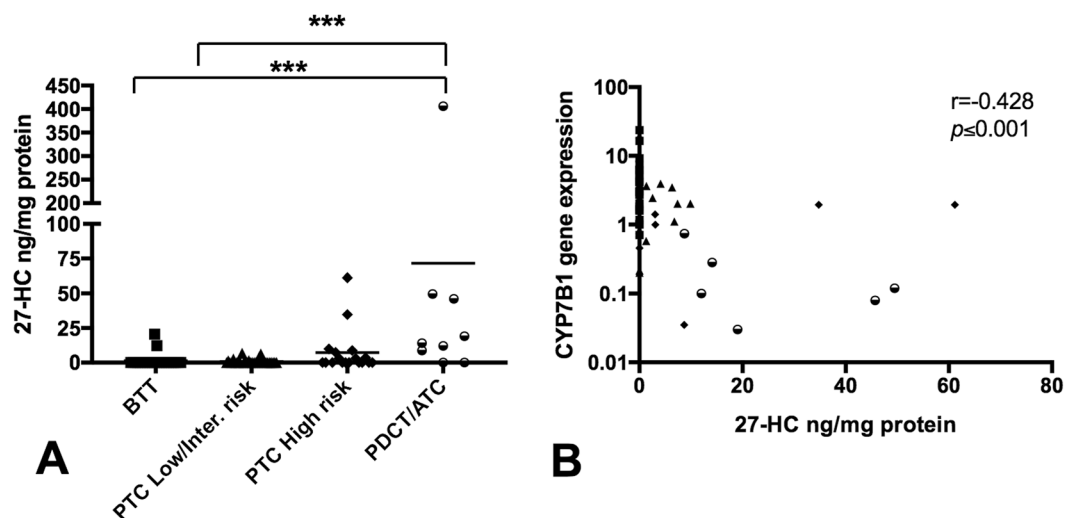 ***
***
27-HC ng/mg protein
450
400
350
300
250
200
100
75
50
25
0
BTT
PTC Low/Inter. risk
PTC High risk
PDCT/ATC
A
r=-0.428
p≤0.001
CYP7B1 gene expression
100
10
1
0.1
0.01
0
20
40
60
80
27-HC ng/mg protein
B